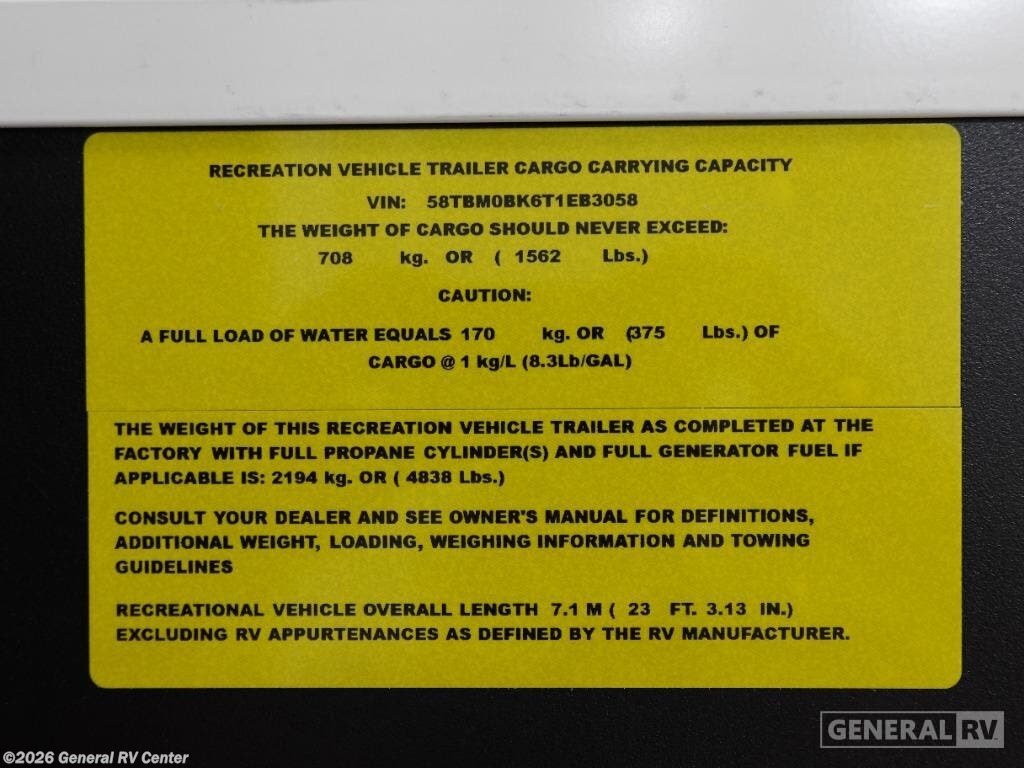 RECREATION VEHICLE TRAILER CARGO CARRYING CAPACITY
VIN: 58TBM0BK6T1EB3058
THE WEIGHT OF CARGO SHOULD NEVER EXCEED:
708 kg. OR ( 1562 Lbs.)
CAUTION:
A FULL LOAD OF WATER EQUALS 170 kg. OR (375 Lbs.) OF
CARGO @ 1 kg/L (8.3Lb/GAL)
THE WEIGHT OF THIS RECREATION VEHICLE TRAILER AS COMPLETED AT THE
FACTORY WITH FULL PROPANE CYLINDER(S) AND FULL GENERATOR FUEL IF
APPLICABLE IS: 2194 kg. OR ( 4838 Lbs.)
CONSULT YOUR DEALER AND SEE OWNER'S MANUAL FOR DEFINITIONS,
ADDITIONAL WEIGHT, LOADING, WEIGHING INFORMATION AND TOWING
GUIDELINES
RECREATIONAL VEHICLE OVERALL LENGTH 7.1 M ( 23 FT. 3.13 IN.)
EXCLUDING RV APPURTENANCES AS DEFINED BY THE RV MANUFACTURER.
GENERAL RV
©2026 General RV Center